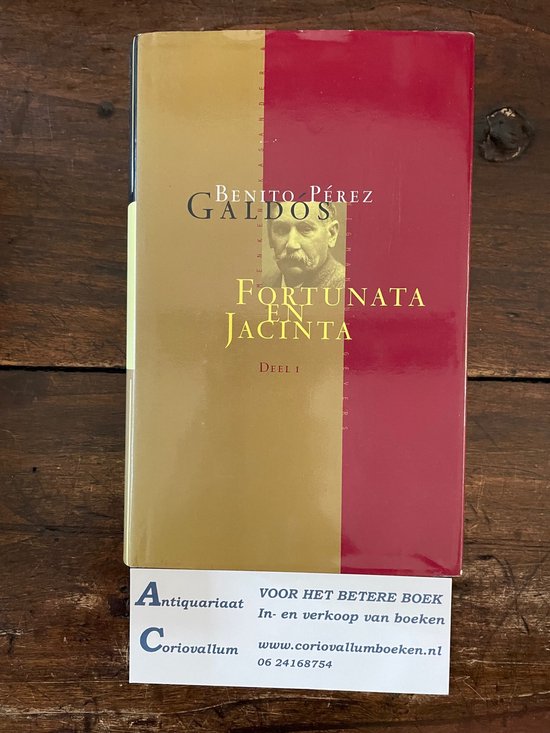 BENITO PÉREZ
GALDÓS
FORTUNATA
EN
JACINTA
DEEL 1
Antiquariaat
Coriovallum
VOOR HET BETERE BOEK
In- en verkoop van boeken
www.coriovallumboeken.nl
06 24168754